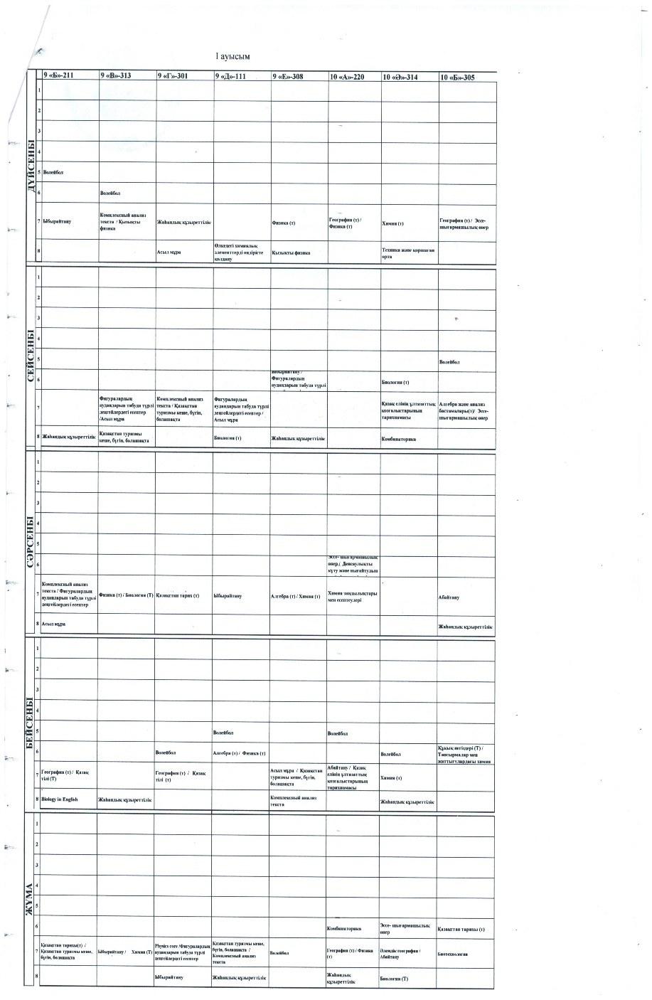 І ауысым
9 «Б»-211 9 «В»-313 9 «Г»-301 9 «Д»-111 9 «Е»-308 10 «А»-220 10 «Ә»-314 10 «Б»-305
ДҮЙСЕНБІ
1
2
3
4
5 Волейбол
6 Волейбол
7 Ыбырайтану
Комплексный анализ
текста / Қызықты
физика
Жаһандық құзыреттілік
Физика (т)
География (т) /
Физика (т)
Химия (т)
География (т) / Эссе-
шығармашылық өнер
8
Асыл мұра
Өлкедегі химиялық
элементтерді өндірісте
қолдану
Қызықты физика
Техника және қоршаған
орта
СЕЙСЕНБІ
1
2
3
4
5 Волейбол
6
Ыбырайтану /
Фигуралардың
аудандарын табуда түрлі
Биология (т)
7
Фигуралардың
аудандарын табуда түрлі
деңгейлердегі есептер
/Асыл мұра
Комплексный анализ
текста / Қазақстан
туризмы кеше, бүгін,
болашақта
Фигуралардың
аудандарын табуда түрлі
деңгейлердегі есептер /
Асыл мұра
Қазақ елінің ұлтазаттық
қозғалыстарының
тарихнамасы
Алгебра және анализ
бастамалары(т)/ Эссе-
шығармашылық өнер
8 Жаһандық құзыреттілік
Қазақстан туризмы
кеше, бүгін, болашақта
Биология (т)
Жаһандық құзыреттілік
Комбинаторика
СӘРСЕНБІ
1
2
3
4
5
6
Эссе- шығармашылық
өнер / Денсаулықты
күту және нығайтудың
7
Комплексный анализ
текста / Фигуралардың
аудандарын табуда түрлі
деңгейлердегі есептер
Физика (т) / Биология (Т)
Қазақстан тарих (т)
Ыбырайтану
Алгебра (т) / Химия (т)
Химия заңдылықтары
мен есептеулері
Абайтану
8 Асыл мұра
Жаһандық құзыреттілік
БЕЙСЕНБІ
1
2
3
4
5 Волейбол Волейбол
6
Волейбол
Алгебра (т) / Физика (т)
Волейбол
Құқық негіздері (Т) /
Тапсырмалар мен
жаттығулардағы химия
7
География (т) / Қазақ
тілі (Т)
География (т) / Қазақ
тілі (т)
Асыл мұра / Қазақстан
туризмы кеше, бүгін,
болашақта
Абайтану / Қазақ
елінің ұлтазаттық
қозғалыстарының
тарихнамасы
Химия (т)
8 Biology in English
Жаһандық құзыреттілік
Комплексный анализ
текста
Жаһандық құзыреттілік
ЖҰМА
1
2
3
4
5
6
Комбинаторика
Эссе- шығармашылық
өнер
Қазақстан тарихы (т)
7
Қазақстан тарихы(т) /
Қазақстан туризмы кеше,
бүгін, болашақта
Ыбырайтану / Химия (Т)
Physics core /Фигуралардың
аудандарын табуда түрлі
деңгейлердегі есептер
Қазақстан туризмы кеше,
бүгін, болашақта /
Комплексный анализ
текста
Волейбол
География (т) / Физика
(т)
Әлемдік география /
Абайтану
Биотехнология
8
Ыбырайтану
Жаһандық құзыреттілік
Жаһандық
құзыреттілік
Биология (Т)